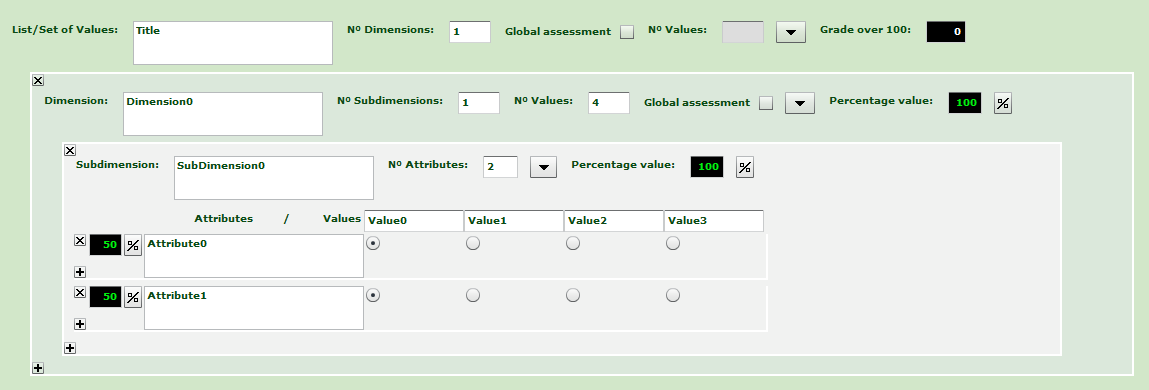 List/Set of Values: Title Nº Dimensions: 1 Global assessment Nº Values: Grade over 100: 0
Dimension: Dimension0 Nº Subdimensions: 1 Nº Values: 4 Global assessment Percentage value: 100 %
Subdimension: SubDimension0 Nº Attributes: 2 Percentage value: 100 %
Attributes / Values Value0 Value1 Value2 Value3
50 % Attribute0
50 % Attribute1